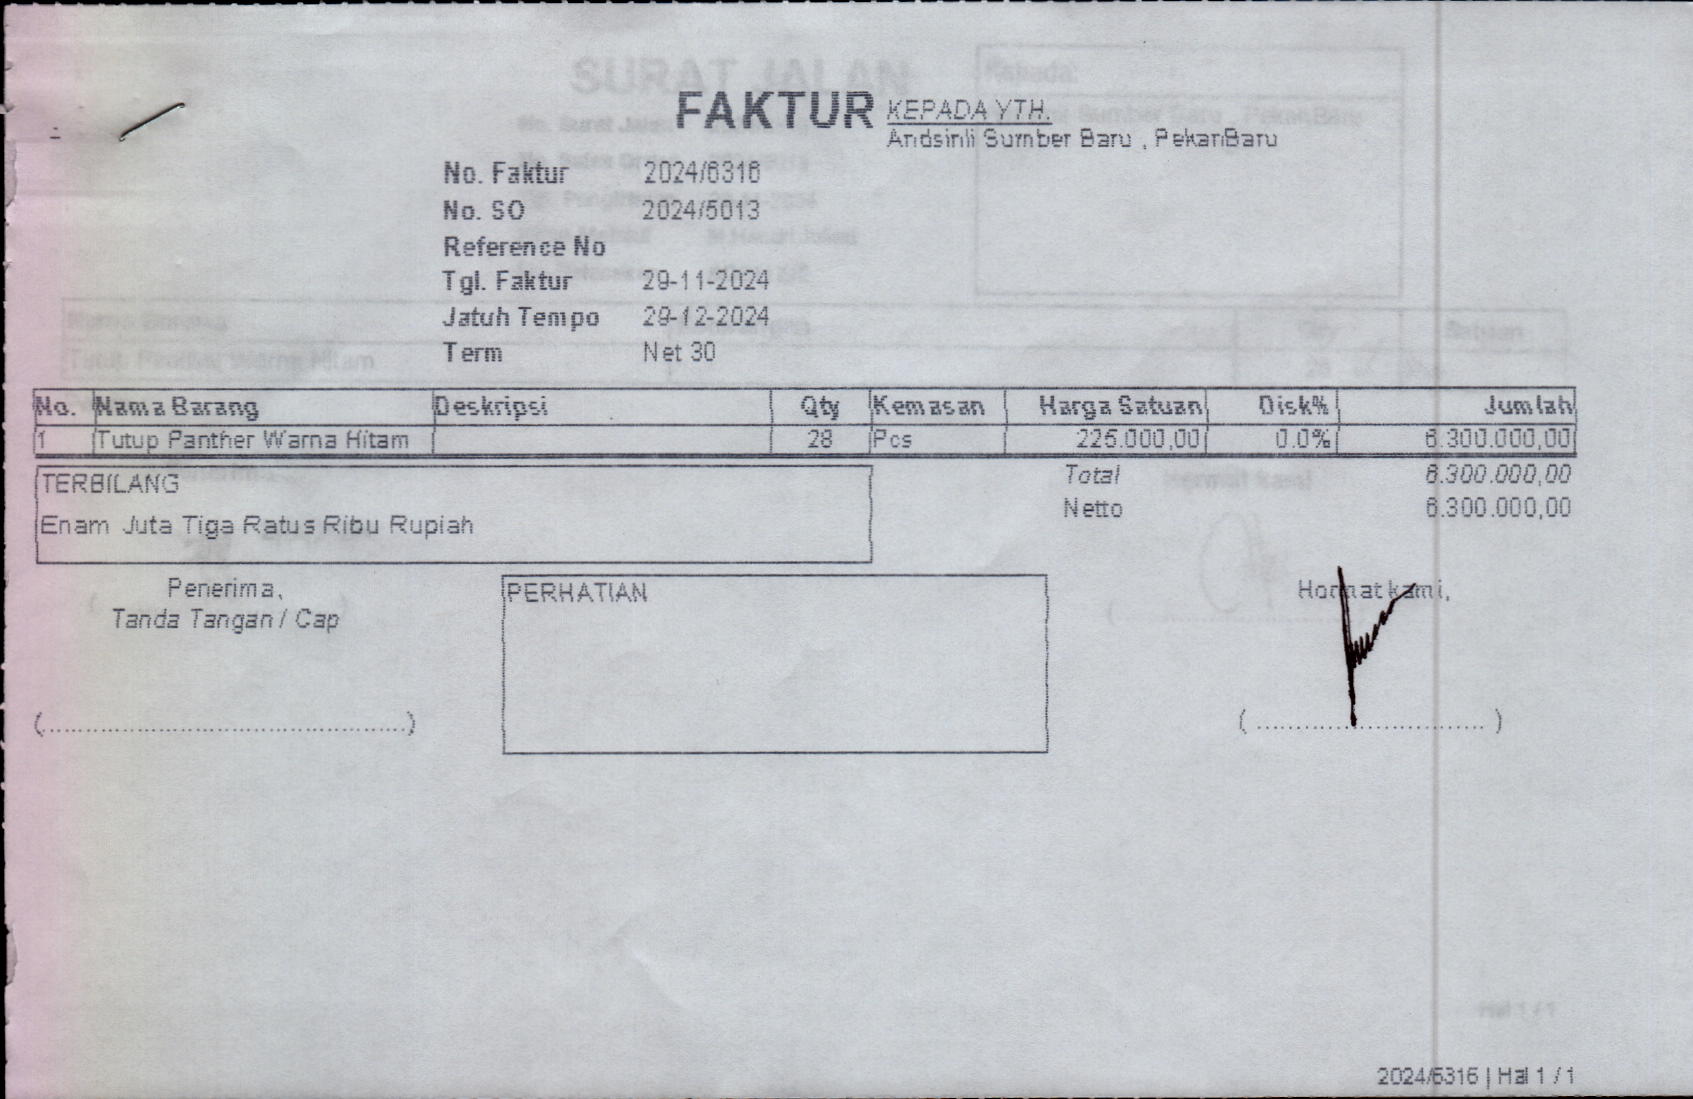 FAKTUR
KEPADA YTH.
Andsinli Sumber Baru , PekanBaru
No. Faktur 2024/6316
No. SO 2024/5013
Reference No
Tgl. Faktur 29-11-2024
Jatuh Tempo 29-12-2024
Term Net 30
No. Nama Barang Deskripsi Qty Kemasan Harga Satuan Disk% Jumlah
1 Tutup Panther Warna Hitam 28 Pcs 225.000,00 0.0% 6.300.000,00
Total 6.300.000,00
Netto 6.300.000,00
TERBILANG
Enam Juta Tiga Ratus Ribu Rupiah
Penerima,
Tanda Tangan / Cap
(..............................................)
PERHATIAN
Hormat kami,
( .............................. )
2024/6316 | Hal 1 / 1